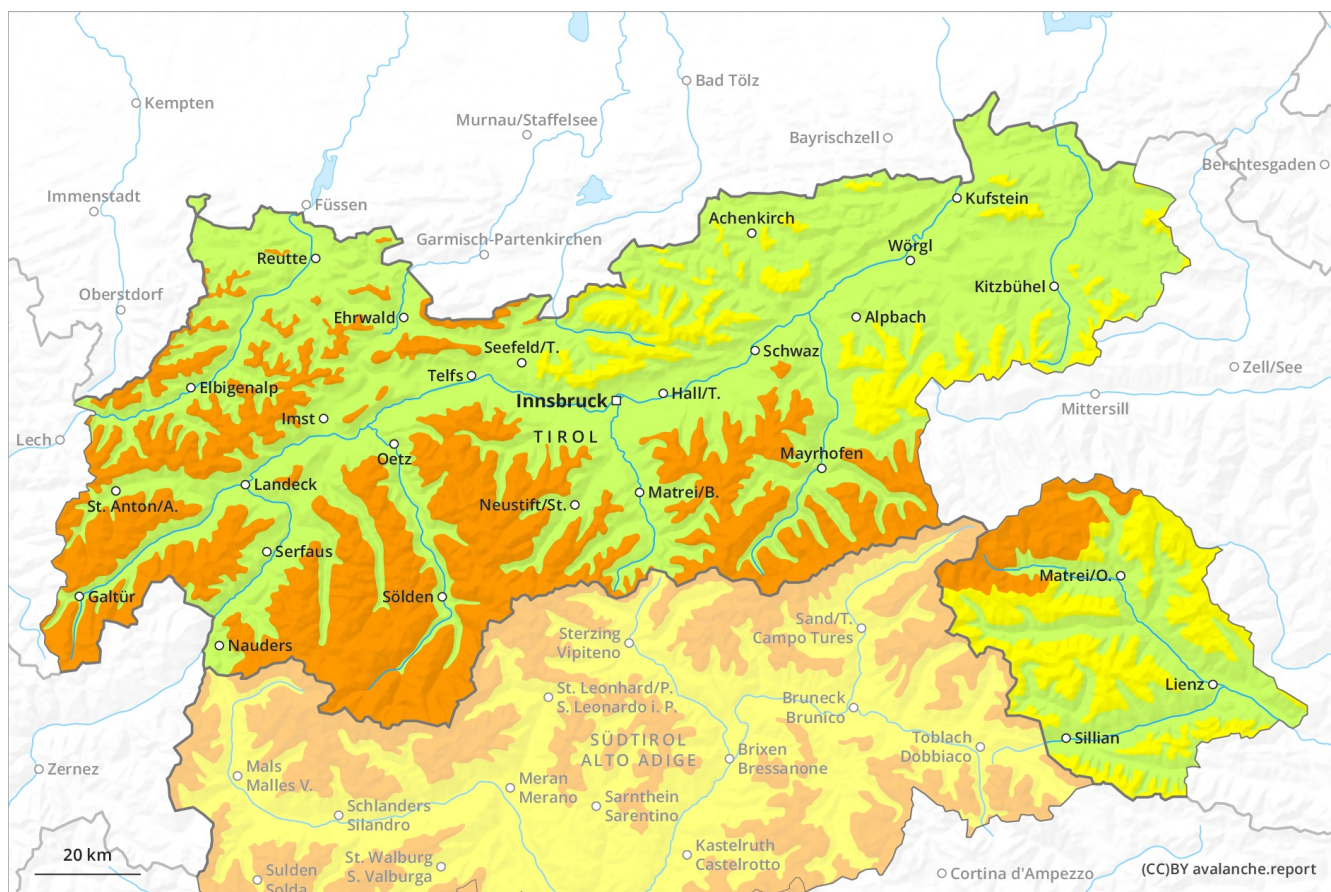 Kempten
Bad Tölz
Murnau/Staffelsee
Bayrischzell
Berchtesgaden
Immenstadt
Füssen
Kufstein
Achenkirch
Garmisch-Partenkirchen
Wörgl
Reutte
Oberstdorf
Kitzbühel
Ehrwald
Alpbach
Seefeld/T.
Schwaz
Zell/See
Telfs
Elbigenalp
Innsbruck
Hall/T.
Mittersill
Imst
Lech
TIROL
Oetz
Mayrhofen
Landeck
St. Anton/A.
Neustift/St.
Matrei/B.
Serfaus
Matrei/O.
Galtür
Sölden
Sterzing
Vipiteno
Sand/T.
Campo Tures
Nauders
Lienz
St. Leonhard/P.
S. Leonardo i. P.
Bruneck
Brunico
SÜDTIROL
ALTO ADIGE
Toblach
Dobbiaco
Sillian
Brixen
Bressanone
Zernez
Mals
Malles V.
Meran
Merano
Sarnthein
Sarentino
Schlanders
Silandro
Kastelruth
Castelrotto
20 km
St. Walburg
S. Valburga
Sulden
Solda
Cortina d'Ampezzo
(CC)BY avalanche.report